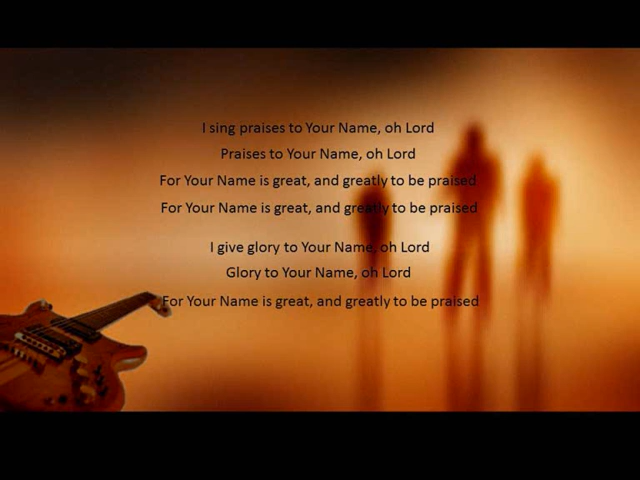 I sing praises to Your Name, oh Lord
Praises to Your Name, oh Lord
For Your Name is great, and greatly to be praised
For Your Name is great, and greatly to be praised
I give glory to Your Name, oh Lord
Glory to Your Name, oh Lord
For Your Name is great, and greatly to be praised